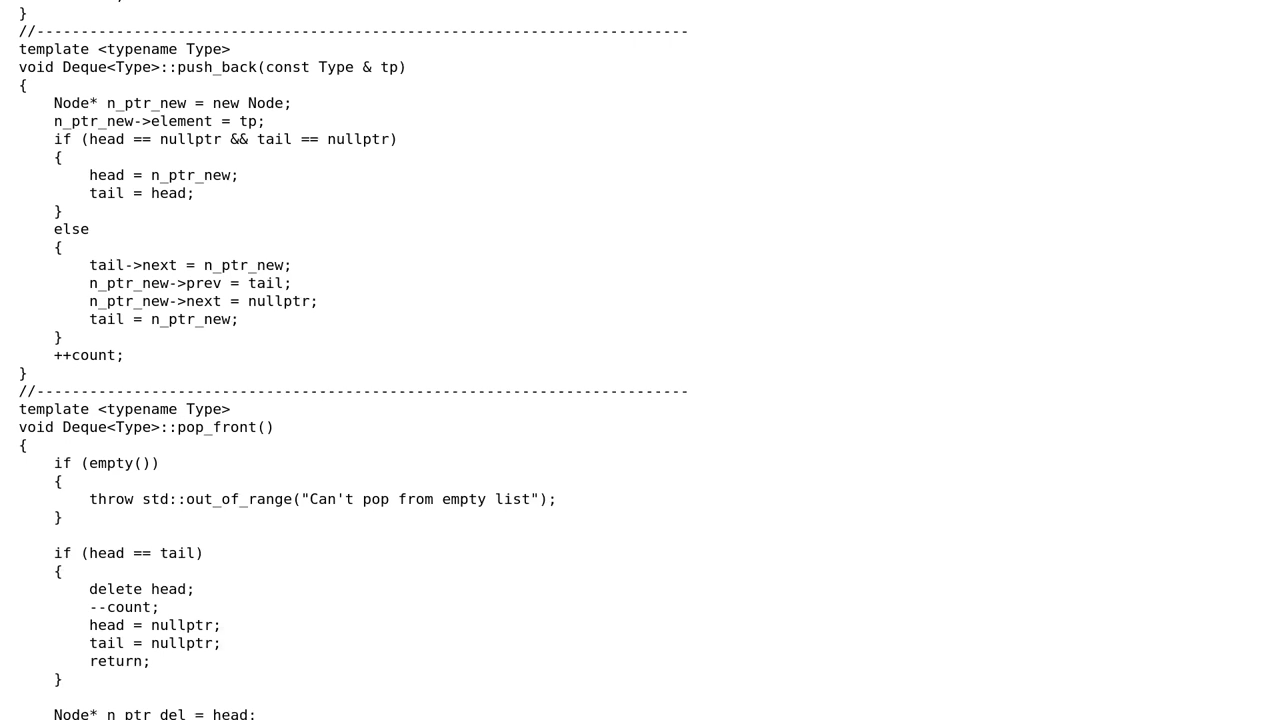 }
//--------------------------------------------------------------------------
template <typename Type>
void Deque<Type>::push_back(const Type & tp)
{
    Node* n_ptr_new = new Node;
    n_ptr_new->element = tp;
    if (head == nullptr && tail == nullptr)
    {
        head = n_ptr_new;
        tail = head;
    }
    else
    {
        tail->next = n_ptr_new;
        n_ptr_new->prev = tail;
        n_ptr_new->next = nullptr;
        tail = n_ptr_new;
    }
    ++count;
}
//--------------------------------------------------------------------------
template <typename Type>
void Deque<Type>::pop_front()
{
    if (empty())
    {
        throw std::out_of_range("Can't pop from empty list");
    }

    if (head == tail)
    {
        delete head;
        --count;
        head = nullptr;
        tail = nullptr;
        return;
    }

    Node* n_ptr_del = head;